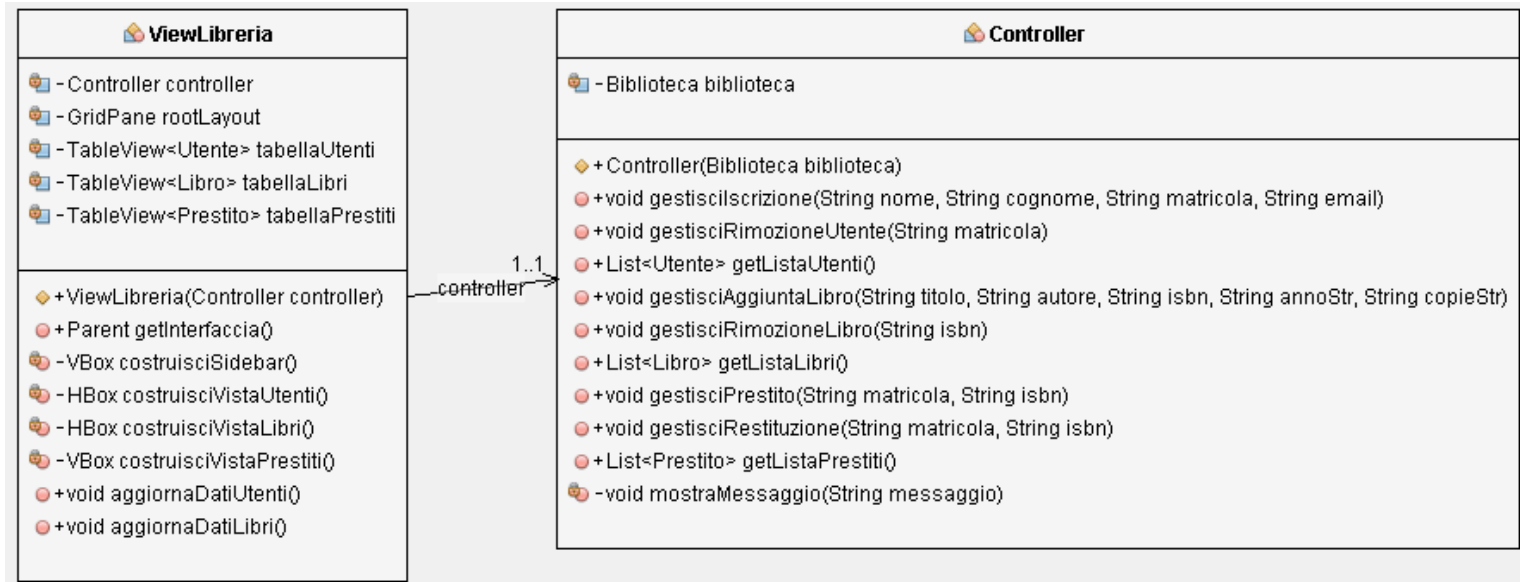 ViewLibreria
-Controller controller
-GridPane rootLayout
-TableView<Utente> tabellaUtenti
-TableView<Libro> tabellaLibri
-TableView<Prestito> tabellaPrestiti
+ViewLibreria(Controller controller)
+Parent getInterfaccia()
-VBox costruisciSidebar()
-HBox costruisciVistaUtenti()
-HBox costruisciVistaLibri()
-VBox costruisciVistaPrestiti()
+void aggiornaDatiUtenti()
+void aggiornaDatiLibri()
1..1
controller
Controller
-Biblioteca biblioteca
+Controller(Biblioteca biblioteca)
+void gestisciIscrizione(String nome, String cognome, String matricola, String email)
+void gestisciRimozioneUtente(String matricola)
+List<Utente> getListaUtenti()
+void gestisciAggiuntaLibro(String titolo, String autore, String isbn, String annoStr, String copieStr)
+void gestisciRimozioneLibro(String isbn)
+List<Libro> getListaLibri()
+void gestisciPrestito(String matricola, String isbn)
+void gestisciRestituzione(String matricola, String isbn)
+List<Prestito> getListaPrestiti()
-void mostraMessaggio(String messaggio)